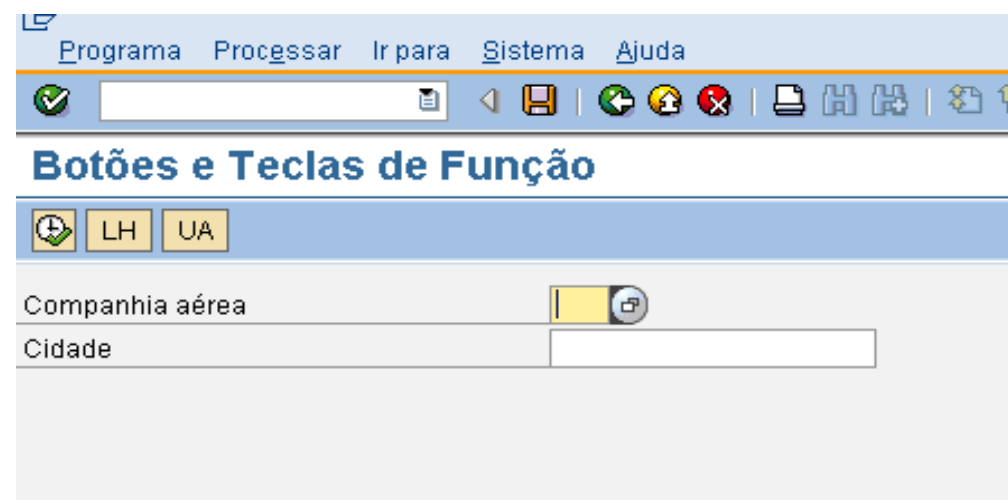 Programa Processar Ir para Sistema Ajuda
Botões e Teclas de Função
LH UA
Companhia aérea
Cidade